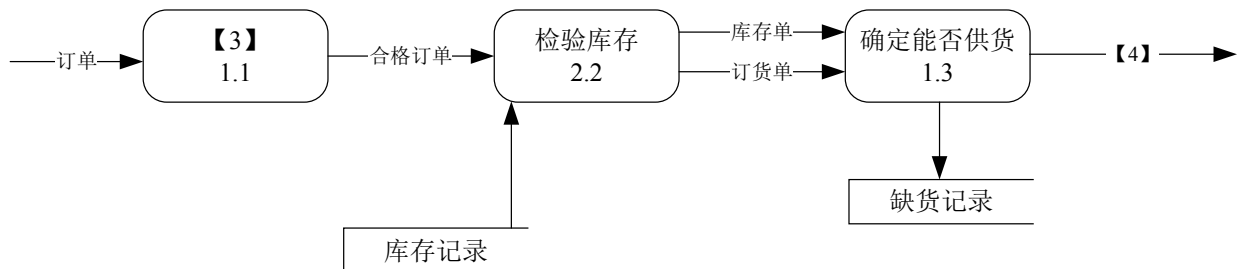 订单
【3】
1.1
合格订单
检验库存
2.2
库存单
订货单
确定能否供货
1.3
【4】
缺货记录
库存记录